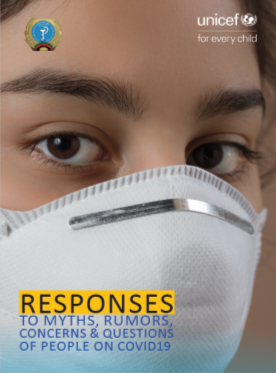 unicef
for every child
RESPONSES
TO MYTHS, RUMORS,
CONCERNS & QUESTIONS
OF PEOPLE ON COVID19